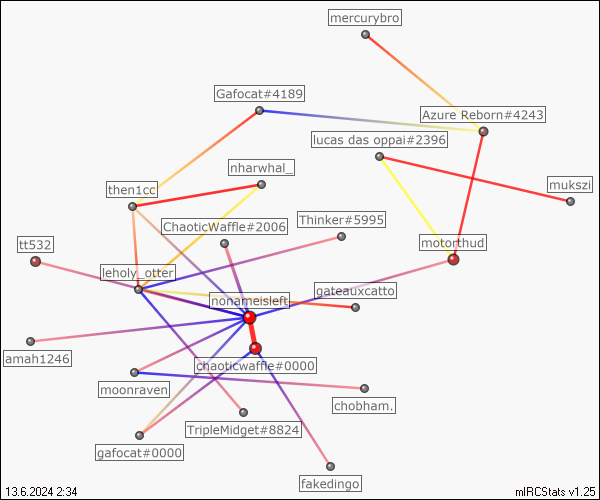 mercurybro
Gafocat#4189
Azure Reborn#4243
lucas das oppai#2396
nharwhal_
then1cc
mukszi
ChaoticWaffle#2006
Thinker#5995
tt532
motorthud
leholy_otter
nohameisleft
gateauxcatto
amah1246
chaoticwaffle#0000
moonraven
chobham.
TripleMidget#8824
gafocat#0000
fakedingo
13.6.2024 2:34
mIRCStats v1.25